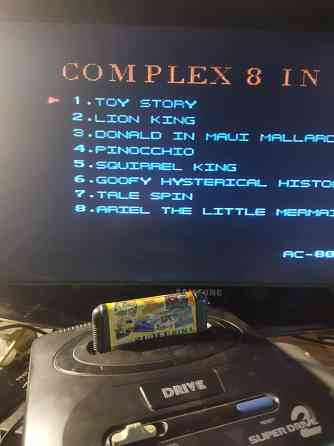 COMPLEX 8 IN
1.TOY STORY
2.LION KING
3.DONALD IN MAUI MALLARD
4.PINOCCHIO
5.SQUIRREL KING
6.GOOFY HYSTERICAL HISTO
7.TALE SPIN
8.ARIEL THE LITTLE MERMAI
AC-80
SAMSUNG
DRIVE
SUPER DRIVE 2